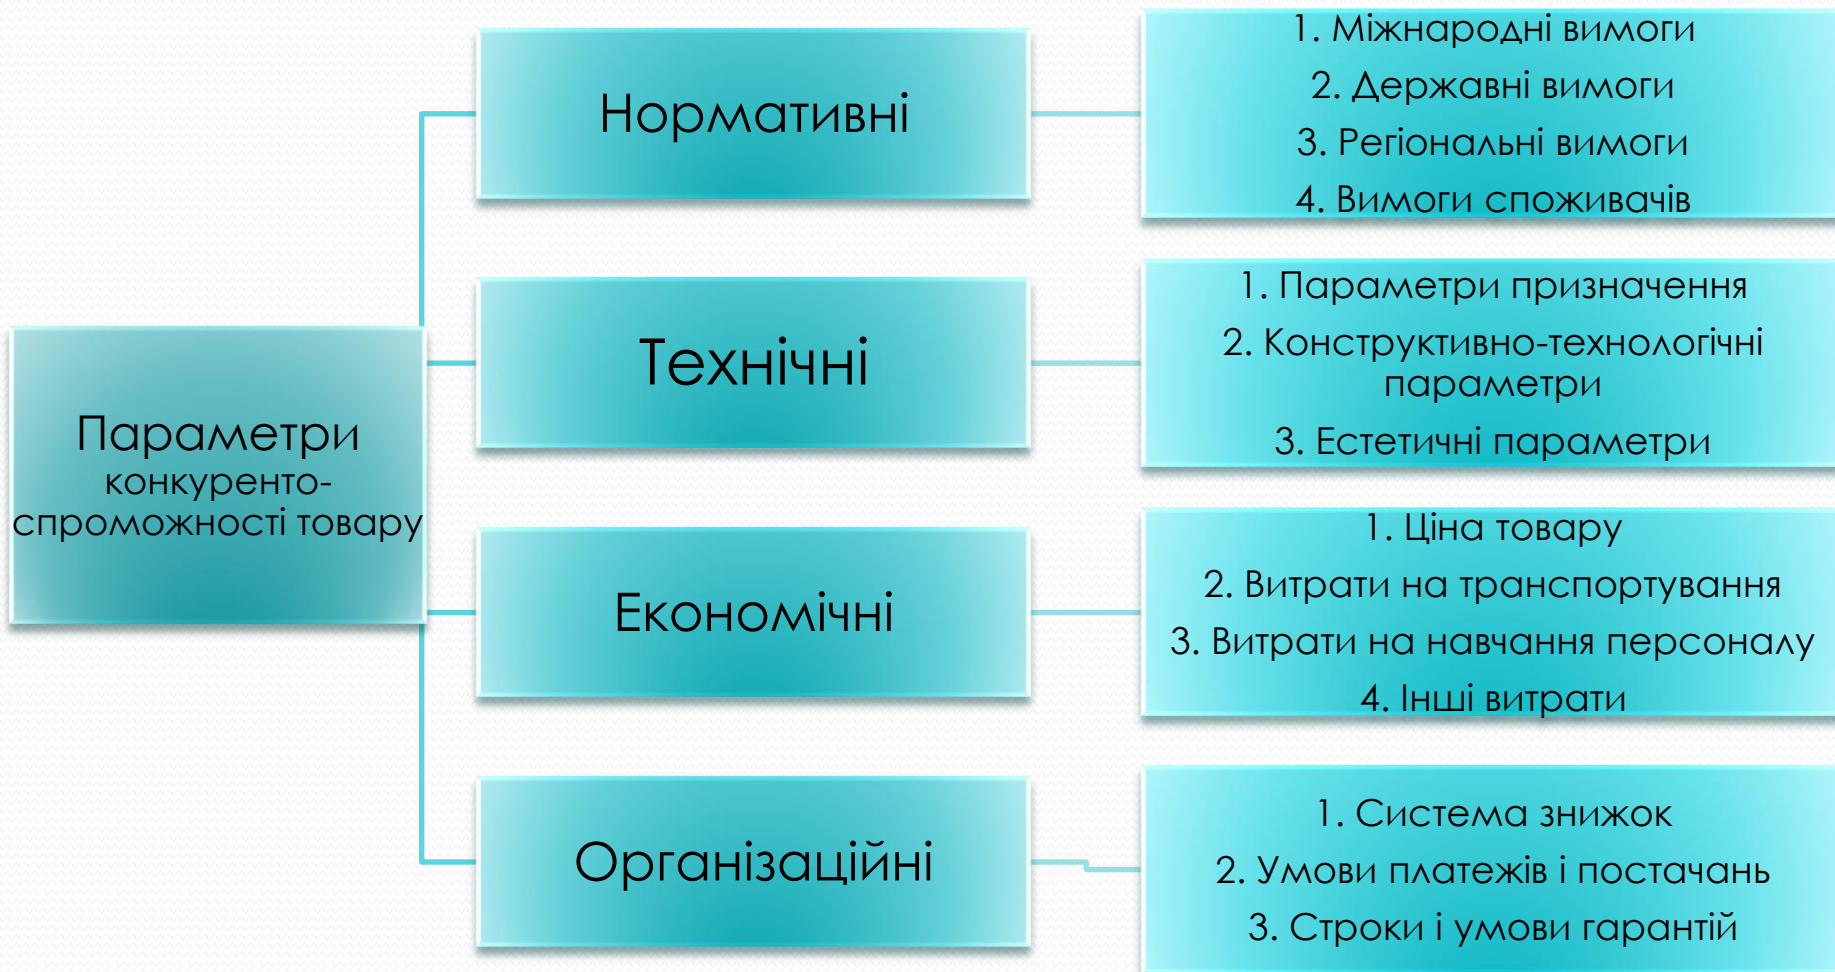 Параметри
конкуренто-
спроможності товару
Нормативні
1. Міжнародні вимоги
2. Державні вимоги
3. Регіональні вимоги
4. Вимоги споживачів
Технічні
1. Параметри призначення
2. Конструктивно-технологічні
параметри
3. Естетичні параметри
Економічні
1. Ціна товару
2. Витрати на транспортування
3. Витрати на навчання персоналу
4. Інші витрати
Організаційні
1. Система знижок
2. Умови платежів і постачань
3. Строки і умови гарантій